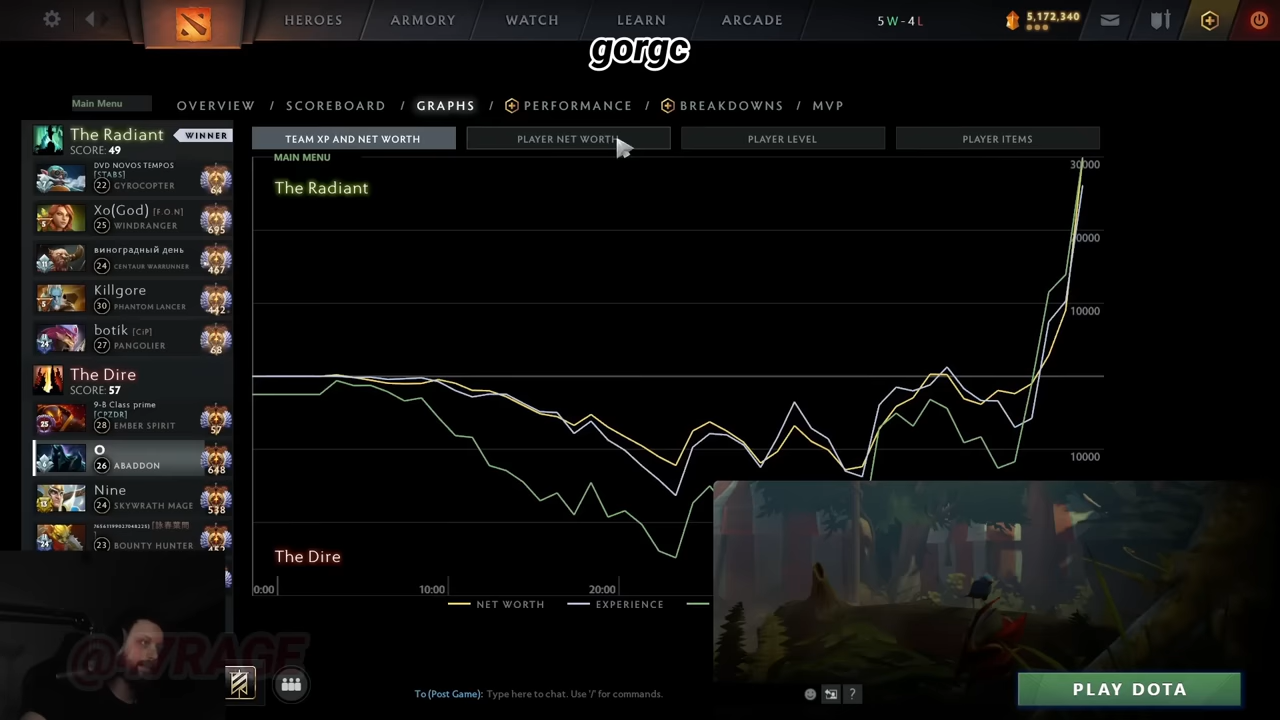 HEROES
ARMORY
WATCH
LEARN
ARCADE
5W-4L
5,172,340
gorgc
Main Menu
OVERVIEW / SCOREBOARD / GRAPHS / PERFORMANCE / BREAKDOWNS / MVP
The Radiant
WINNER
SCORE: 49
TEAM XP AND NET WORTH
PLAYER NET WORTH
PLAYER LEVEL
PLAYER ITEMS
MAIN MENU
The Radiant
DVD NOVOS TEMPOS
[STABS]
22 GYROCOPTER
64
Xo(God) [F.O.N]
25 WINDRANGER
695
виноградный день
24 CENTAUR WARRUNNER
467
Killgore
30 PHANTOM LANCER
442
botik [CiP]
27 PANGOLIER
68
The Dire
SCORE: 57
9-8 Class prime
[CPZDR]
28 EMBER SPIRIT
57
O
26 ABADDON
648
Nine
24 SKYWRATH MAGE
538
23 BOUNTY HUNTER
30000
20000
10000
10000
The Dire
0:00
10:00
20:00
NET WORTH
EXPERIENCE
@47RAGE
To (Post Game): Type here to chat. Use '/' for commands.
?
PLAY DOTA